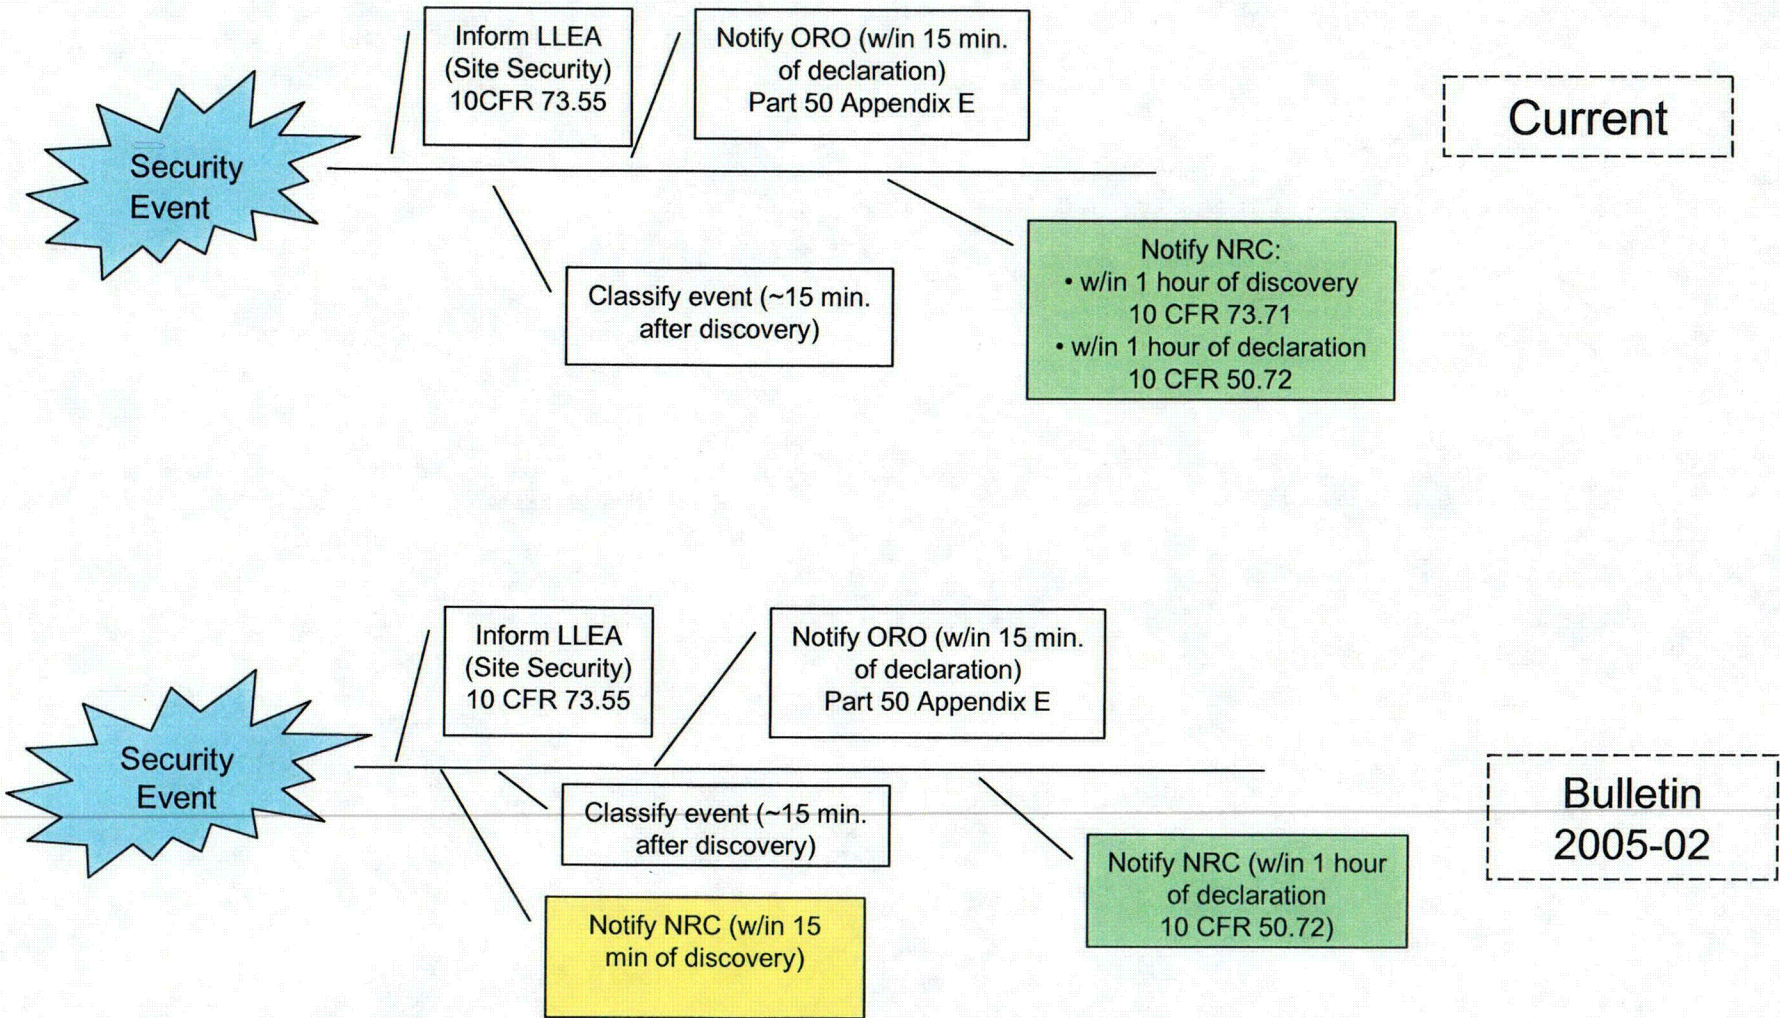 Inform LLEA
(Site Security)
10CFR 73.55
Notify ORO (w/in 15 min.
of declaration)
Part 50 Appendix E
Current
Security
Event
Classify event (~15 min.
after discovery)
Notify NRC:
• w/in 1 hour of discovery
10 CFR 73.71
• w/in 1 hour of declaration
10 CFR 50.72
Inform LLEA
(Site Security)
10 CFR 73.55
Notify ORO (w/in 15 min.
of declaration)
Part 50 Appendix E
Security
Event
Bulletin
2005-02
Classify event (~15 min.
after discovery)
Notify NRC (w/in 1 hour
of declaration
10 CFR 50.72)
Notify NRC (w/in 15
min of discovery)